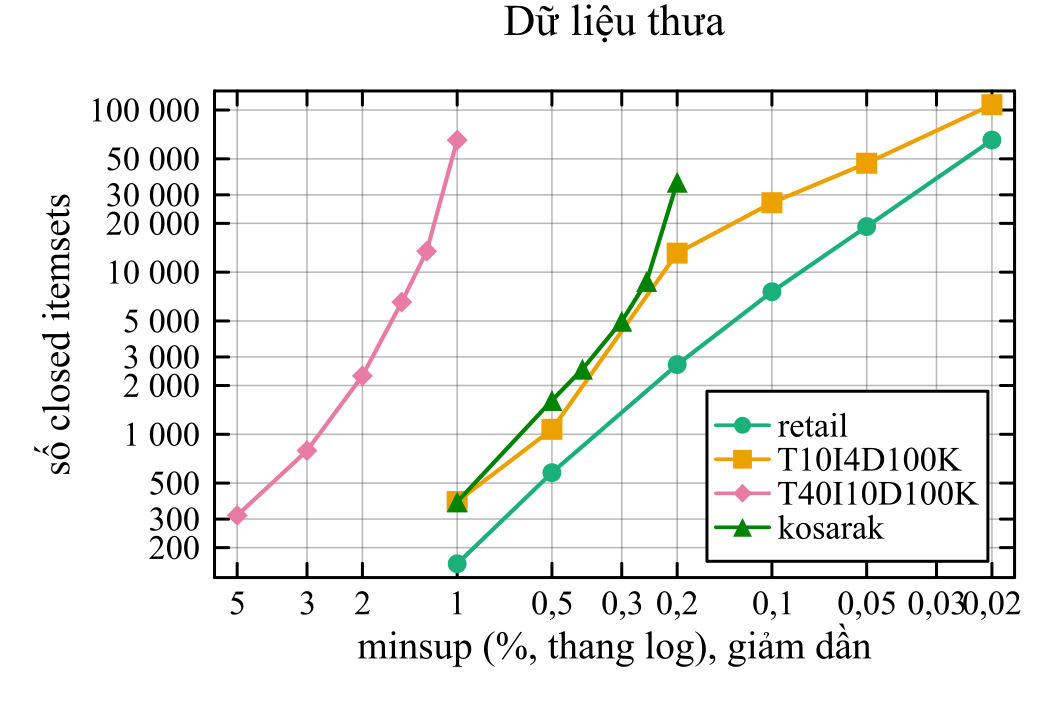 Dữ liệu thưa
100 000
50 000
30 000
20 000
10 000
5 000
3 000
2 000
1 000
500
300
200
số closed itemsets
retail
T10I4D100K
T40I10D100K
kosarak
5 3 2 1 0,5 0,3 0,2 0,1 0,05 0,03 0,02
minsup (%, thang log), giảm dần